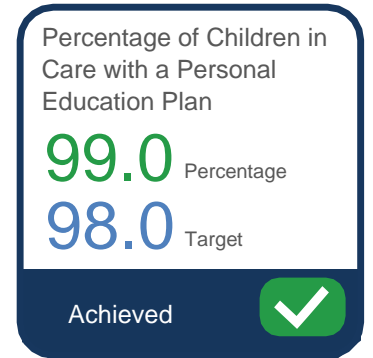 Percentage of Children in
Care with a Personal
Education Plan
99.0 Percentage
98.0 Target
Achieved